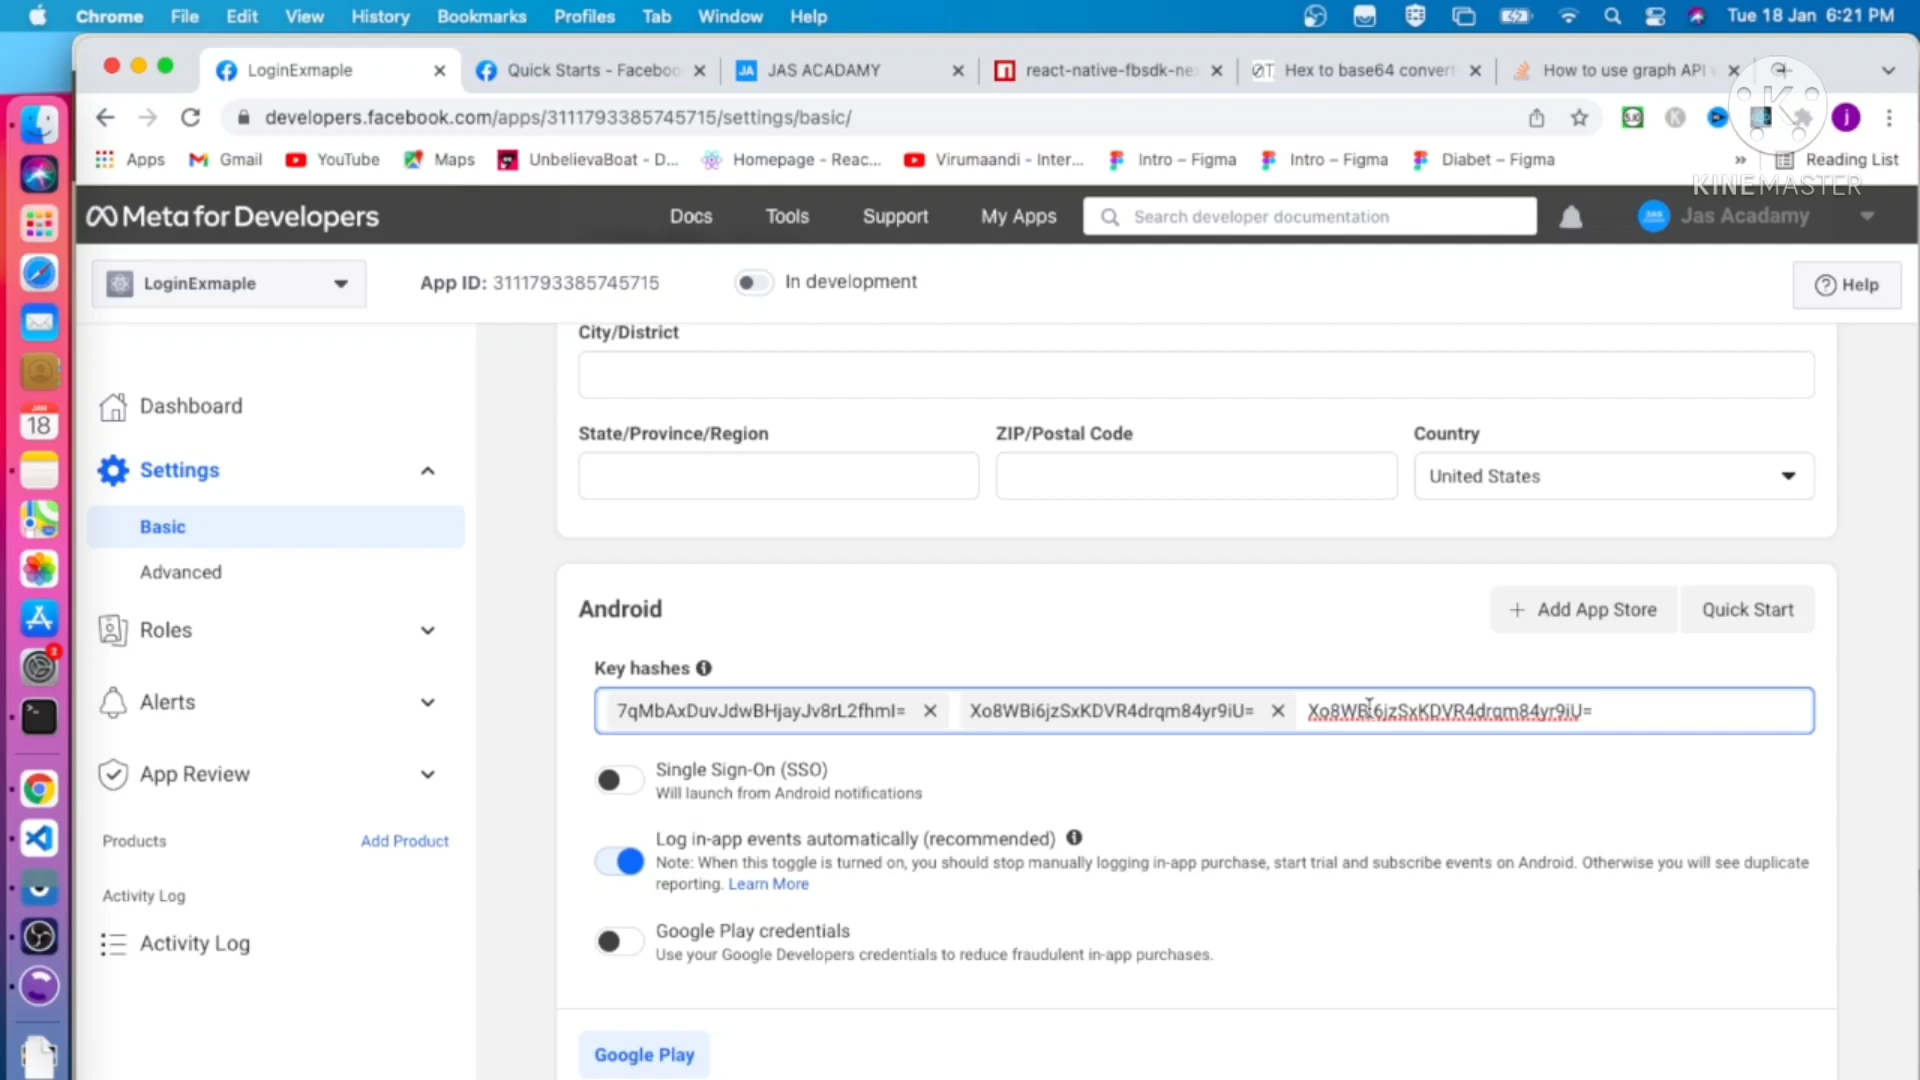 Chrome File Edit View History Bookmarks Profiles Tab Window Help Tue 18 Jan 6:21 PM
LoginExmaple Quick Starts - Faceboo JAS ACADAMY react-native-fbsdk-ne Hex to base64 convert How to use graph API
developers.facebook.com/apps/3111793385745715/settings/basic/ j
Apps Gmail YouTube Maps UnbelievaBoat - D... Homepage - Reac... Virumaandi - Inter... Intro – Figma Intro – Figma Diabet – Figma » Reading List
KINEMASTER
Meta for Developers Docs Tools Support My Apps Search developer documentation Jas Acadamy
LoginExmaple App ID: 3111793385745715 In development Help
City/District
State/Province/Region ZIP/Postal Code Country
United States
Dashboard
Settings
Basic
Advanced
Roles
Alerts
App Review
Products Add Product
Activity Log
Activity Log
Android + Add App Store Quick Start
Key hashes
7qMbAxDuvJdwBHjayJv8rL2fhmI= Xo8WBi6jzSxKDVR4drqm84yr9iU= Xo8WBi6jzSxKDVR4drqm84yr9iU=
Single Sign-On (SSO)
Will launch from Android notifications
Log in-app events automatically (recommended)
Note: When this toggle is turned on, you should stop manually logging in-app purchase, start trial and subscribe events on Android. Otherwise you will see duplicate
reporting. Learn More
Google Play credentials
Use your Google Developers credentials to reduce fraudulent in-app purchases.
Google Play
JAN
18
2